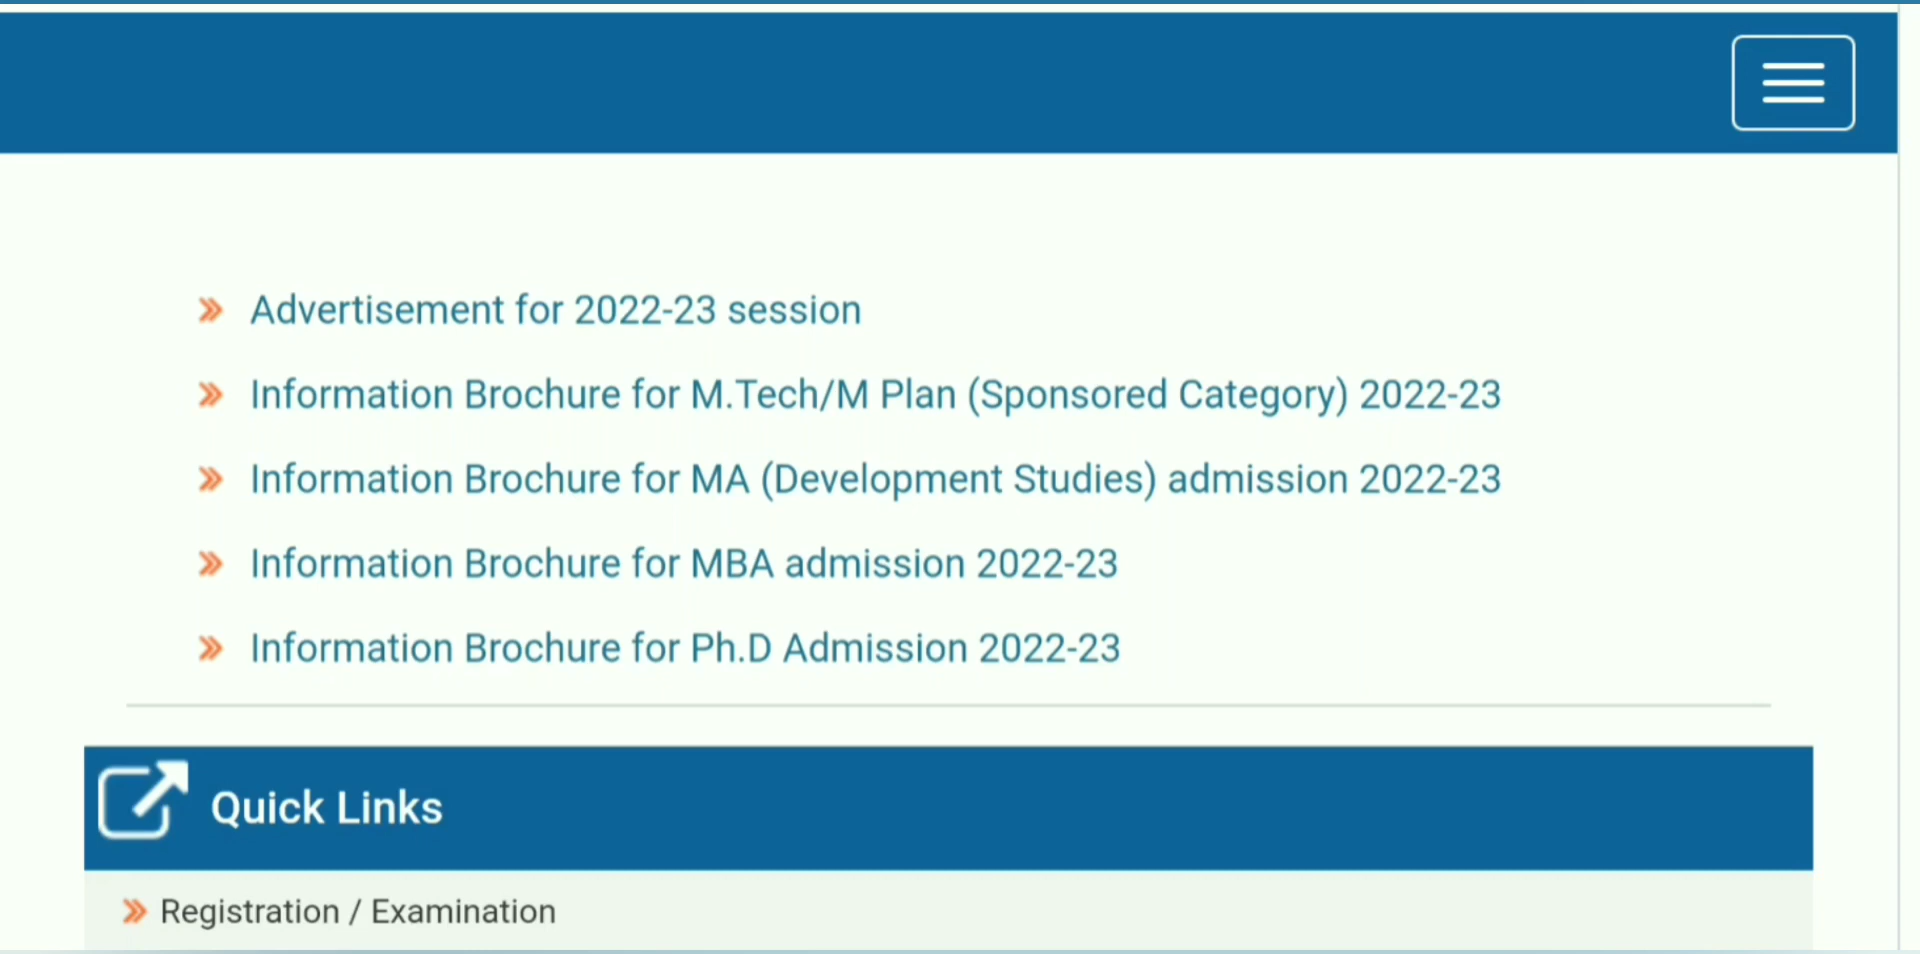 Advertisement for 2022-23 session
Information Brochure for M.Tech/M Plan (Sponsored Category) 2022-23
Information Brochure for MA (Development Studies) admission 2022-23
Information Brochure for MBA admission 2022-23
Information Brochure for Ph.D Admission 2022-23
Quick Links
Registration / Examination